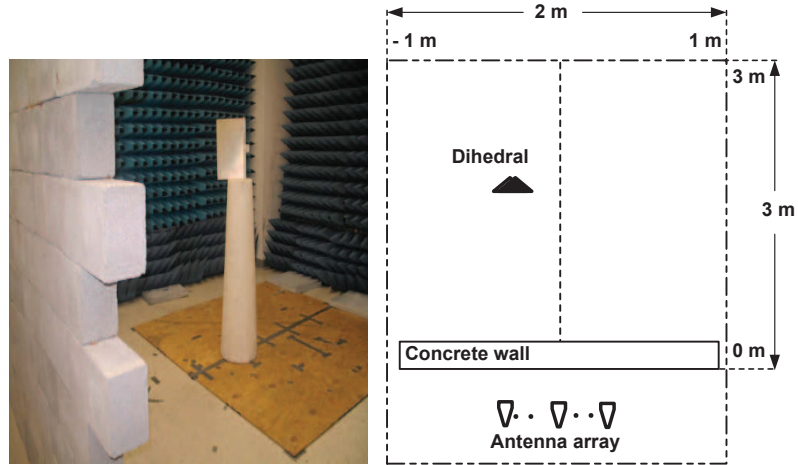 2 m
- 1 m
1 m
3 m
Dihedral
3 m
Concrete wall
0 m
Antenna array